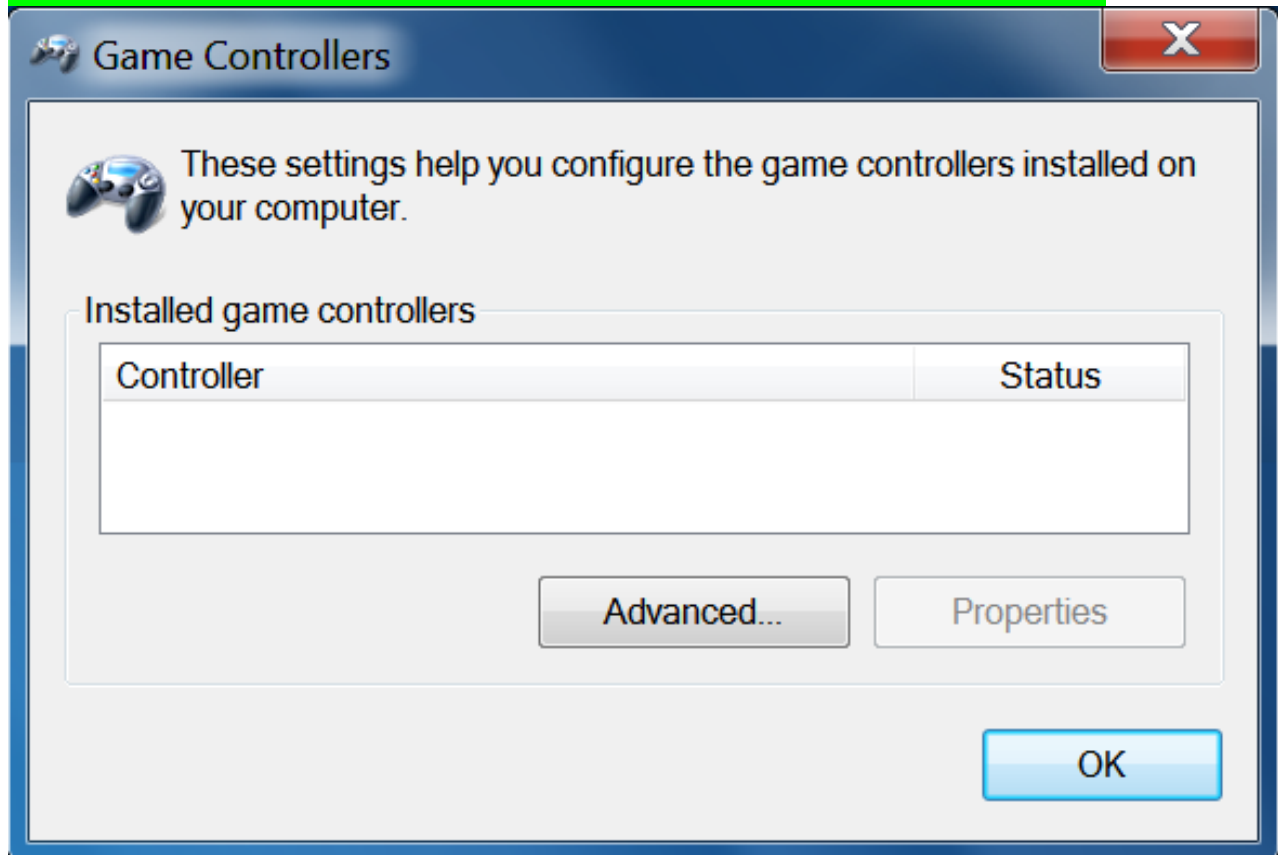 Game Controllers
These settings help you configure the game controllers installed on
your computer.
Installed game controllers
Controller Status
Advanced... Properties
OK